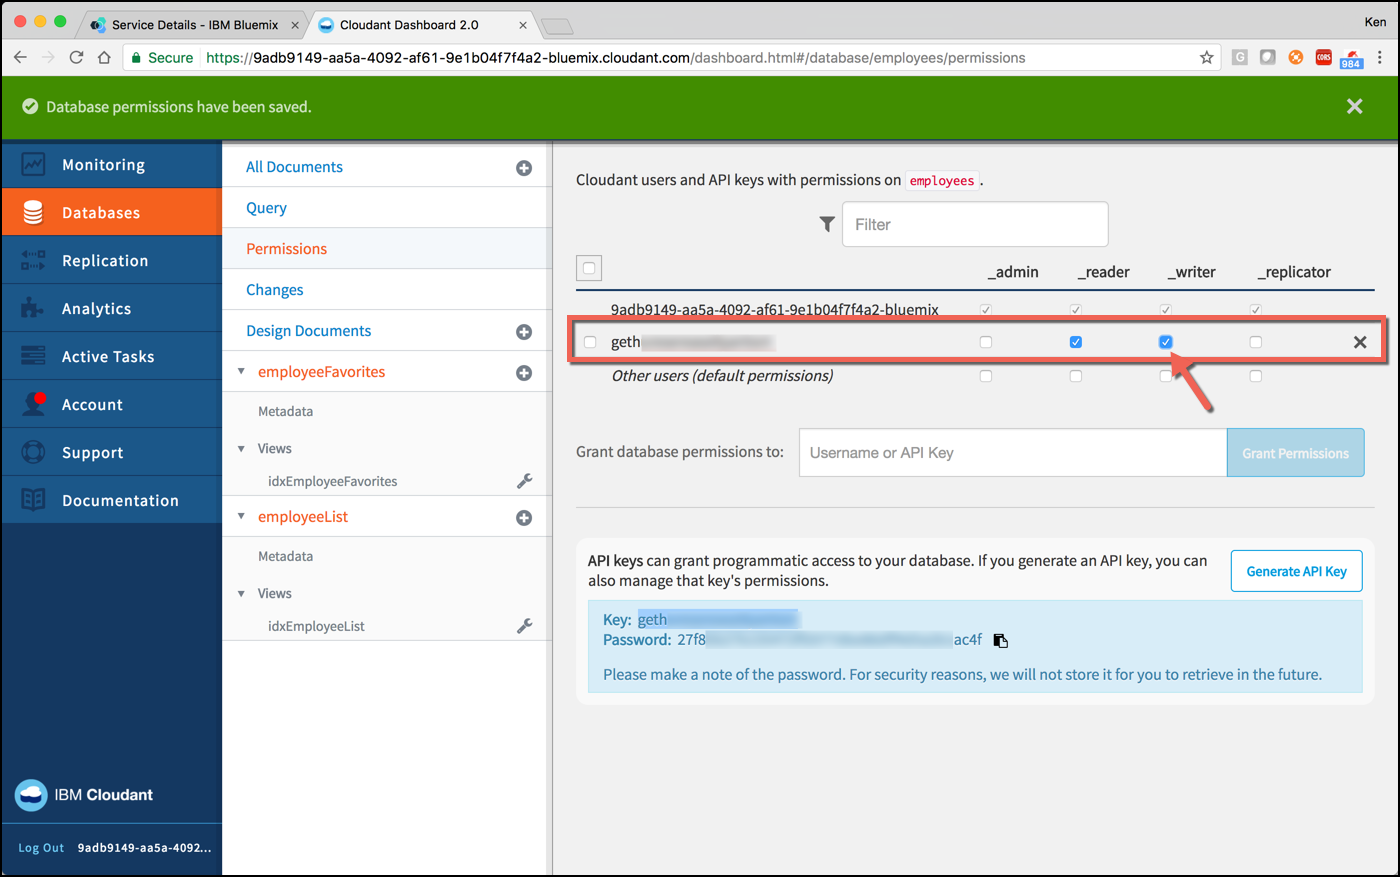 Service Details - IBM Bluemix
Cloudant Dashboard 2.0
Ken
Secure https://9adb9149-aa5a-4092-af61-9e1b04f7f4a2-bluemix.cloudant.com/dashboard.html#/database/employees/permissions
G
CORS
984
Database permissions have been saved.
Monitoring
Databases
Replication
Analytics
Active Tasks
Account
Support
Documentation
IBM Cloudant
Log Out 9adb9149-aa5a-4092...
All Documents
Query
Permissions
Changes
Design Documents
employeeFavorites
Metadata
Views
idxEmployeeFavorites
employeeList
Metadata
Views
idxEmployeeList
Cloudant users and API keys with permissions on employees .
Filter
_admin _reader _writer _replicator
9adb9149-aa5a-4092-af61-9e1b04f7f4a2-bluemix
geth
Other users (default permissions)
Grant database permissions to: Username or API Key Grant Permissions
API keys can grant programmatic access to your database. If you generate an API key, you can
also manage that key's permissions.
Generate API Key
Key: geth
Password: 27f8 ac4f
Please make a note of the password. For security reasons, we will not store it for you to retrieve in the future.